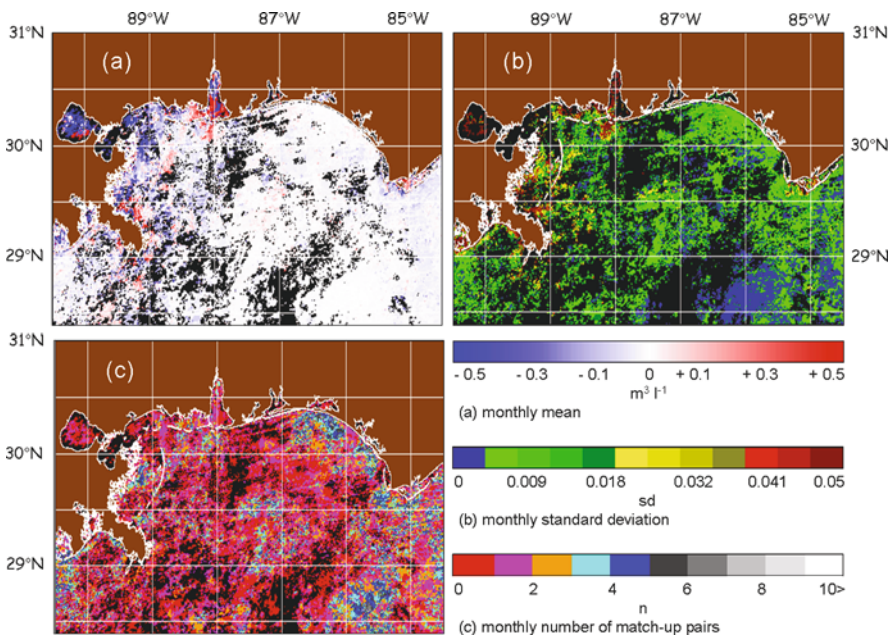 89°W 87°W 85°W 89°W 87°W 85°W
31°N 31°N
(a) (b)
30°N 30°N
29°N 29°N
31°N
(c)
30°N
29°N
- 0.5 - 0.3 - 0.1 0 + 0.1 + 0.3 + 0.5
m³ l⁻¹
(a) monthly mean
0 0.009 0.018 0.032 0.041 0.05
sd
(b) monthly standard deviation
0 2 4 6 8 10>
n
(c) monthly number of match-up pairs